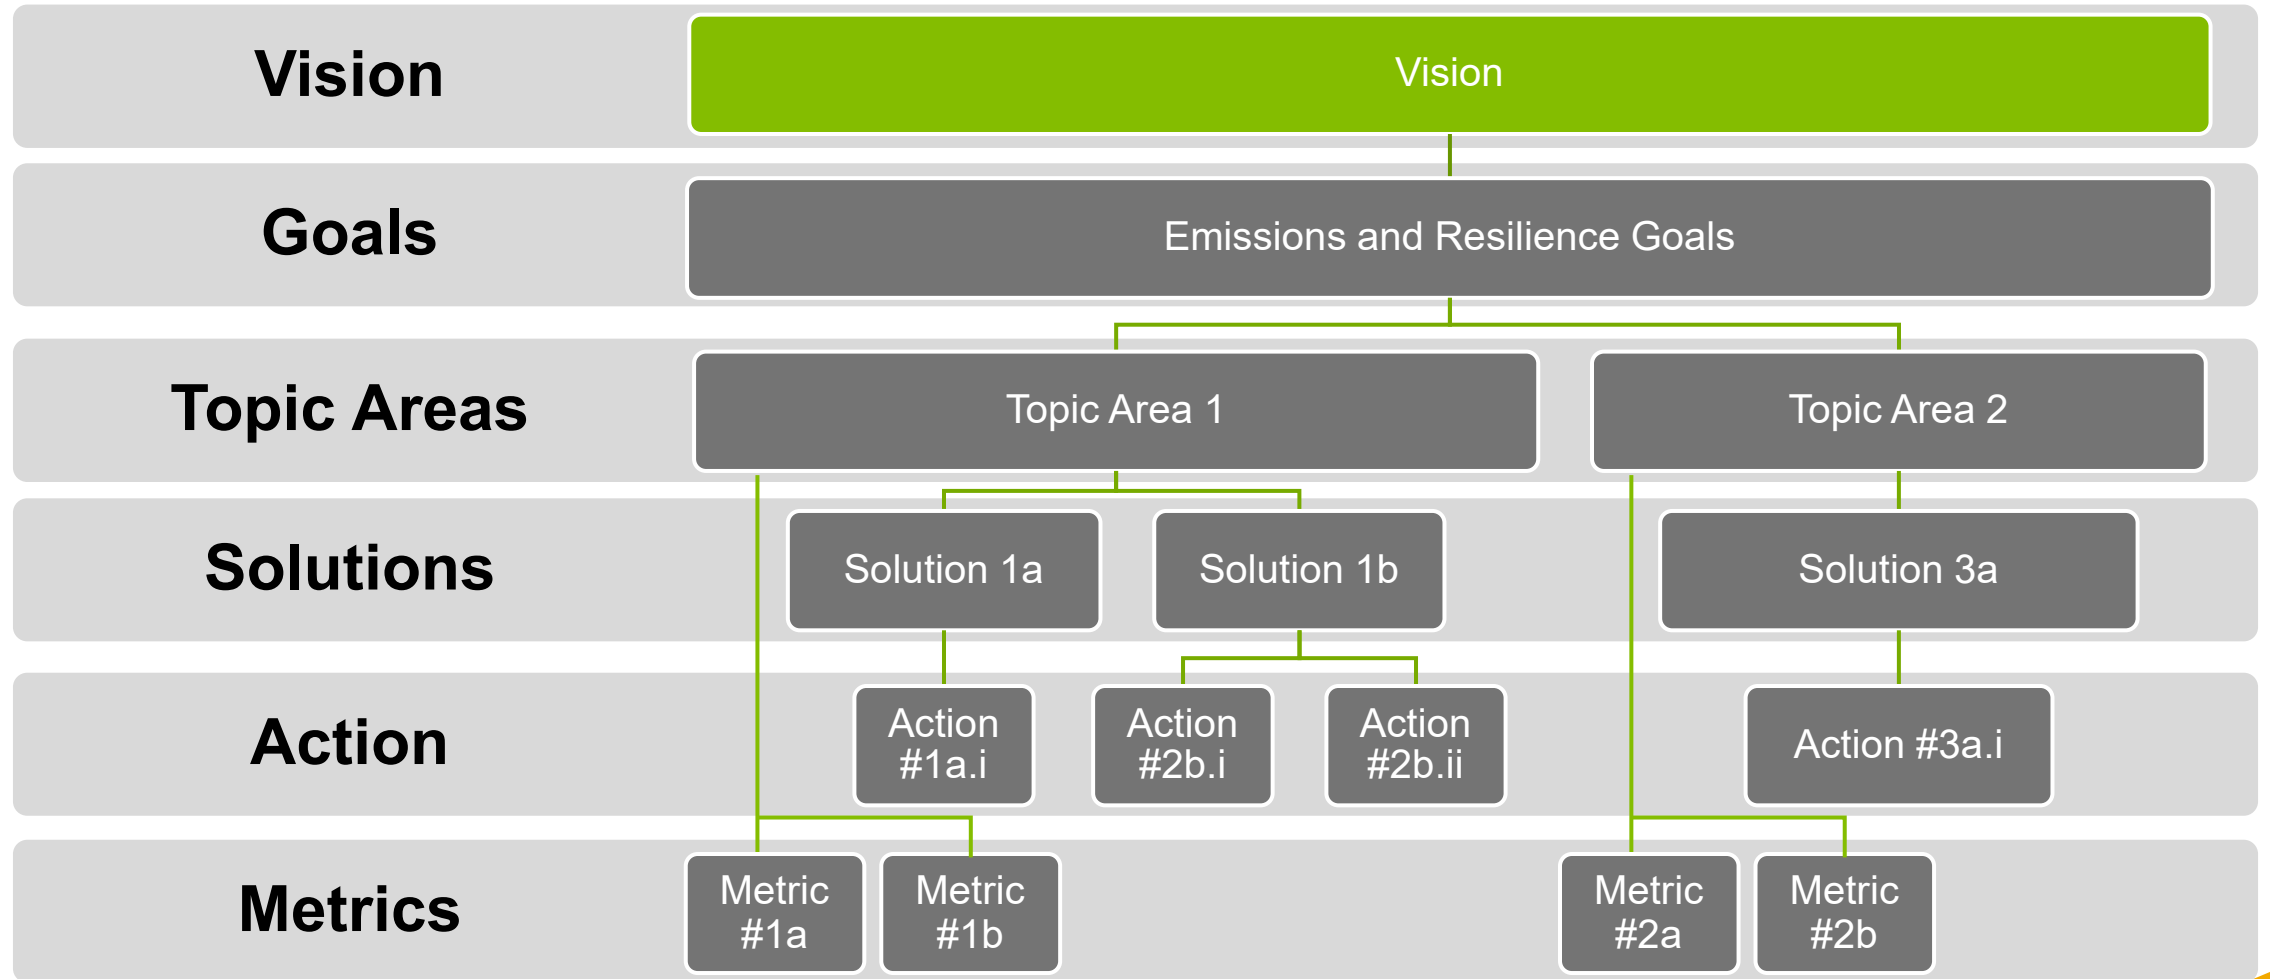 Vision
Vision
Goals
Emissions and Resilience Goals
Topic Areas
Topic Area 1
Topic Area 2
Solutions
Solution 1a
Solution 1b
Solution 3a
Action
Action
#1a.i
Action
#2b.i
Action
#2b.ii
Action #3a.i
Metrics
Metric
#1a
Metric
#1b
Metric
#2a
Metric
#2b